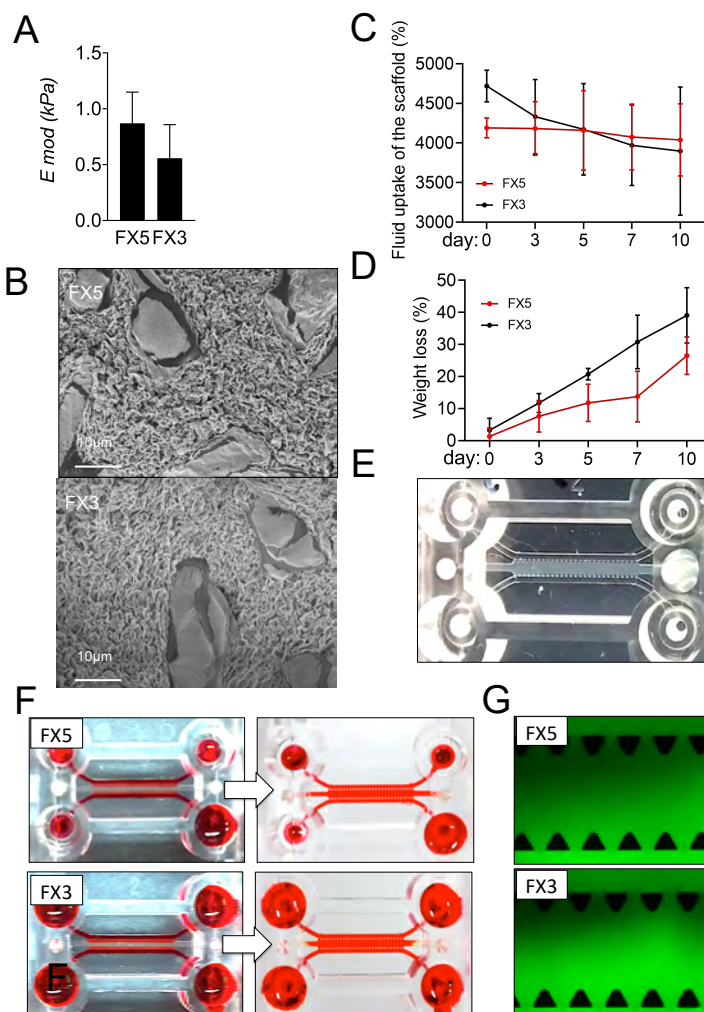 A
E mod (kPa)
1.5
1.0
0.5
0.0
FX5 FX3
B
FX5
10µm
FX3
10µm
C
Fluid uptake of the scaffold (%)
5000
4500
4000
3500
3000
FX5
FX3
day: 0 3 5 7 10
D
Weight loss (%)
50
40
30
20
10
0
FX5
FX3
day: 0 3 5 7 10
E
F
FX5
FX3
F
G
FX5
FX3